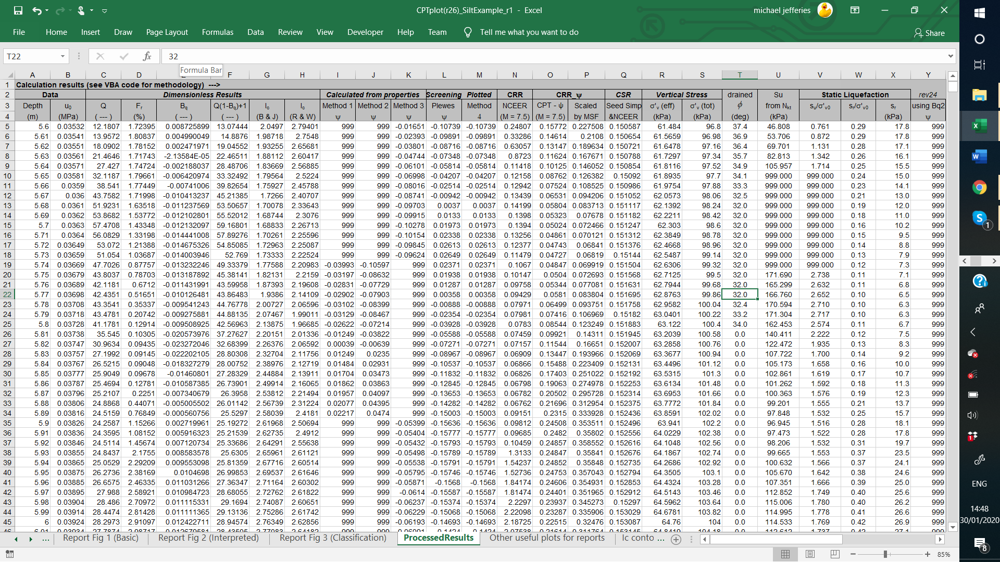 CPTplot(r26)_SiltExample_r1 - Excel
michael jefferies
File Home Insert Draw Page Layout Formulas Data Review View Developer Help Team Tell me what you want to do Share
T22 fx 32
Formula Bar
A B C D E F G H I J K L M N O P Q R S T U V W X Y
1 Calculation results (see VBA code for methodology) --->
2 Data Dimensionless Results Calculated from properties Screening Plotted CRR CRR_ψ CSR Vertical Stress drained Su Static Liquefaction rev24
3 Depth u₀ Q Fᵣ B_q Q(1-B_q)+1 I_c I_c Method 1 Method 2 Method 3 Plewes Method NCEER CPT - ψ Scaled Seed Simp σ'ᵥ (eff) σ'ᵥ (tot) ϕ from N_kt s_u/σ'_v0 s_r/σ'_v0 s_r using Bq2
4 (m) (MPa) ( --- ) (%) ( --- ) ( --- ) (B & J) (R & W) ψ ψ ψ ψ 4 (M = 7.5) (M = 7.5) by MSF &NCEER (kPa) (kPa) (deg) (kPa) (kPa) ψ
5 5.6 0.03532 12.1807 1.72395 0.008725899 13.07444 2.0497 2.79401 999 999 -0.01651 -0.10739 -0.10739 0.24807 0.15772 0.227508 0.150587 61.484 96.8 37.4 46.808 0.761 0.29 17.8 999
6 5.61 0.03541 13.9572 1.80837 0.004990049 14.8876 1.98718 2.7548 999 999 -0.02393 -0.09891 -0.09891 0.33286 0.14614 0.2108 0.150654 61.5659 96.98 36.9 53.706 0.872 0.29 17.8 999
7 5.62 0.03551 18.0902 1.78152 0.002471971 19.04552 1.93255 2.65681 999 999 -0.03801 -0.08716 -0.08716 0.63057 0.13147 0.189634 0.150721 61.6478 97.16 36.4 69.701 1.131 0.28 17.1 999
8 5.63 0.03561 21.4646 1.71743 -2.13584E-05 22.46511 1.88112 2.60417 999 999 -0.04744 -0.07348 -0.07348 0.8723 0.11624 0.167671 0.150788 61.7297 97.34 35.7 82.813 1.342 0.26 16.1 999
9 5.64 0.03571 27.427 1.74724 -0.002188037 28.48706 1.83669 2.56885 999 999 -0.06101 -0.05814 -0.05814 0.11418 0.10125 0.146052 0.150854 61.8116 97.52 34.9 105.957 1.714 0.25 15.5 999
10 5.65 0.03581 32.1187 1.79661 -0.006420974 33.32492 1.79564 2.5224 999 999 -0.06998 -0.04207 -0.04207 0.12158 0.08762 0.126382 0.15092 61.8935 97.7 34.1 999.000 999.000 0.24 15.0 999
11 5.66 0.0359 38.541 1.77449 -0.00741006 39.82654 1.75927 2.45788 999 999 -0.08016 -0.02514 -0.02514 0.12942 0.07524 0.108525 0.150986 61.9754 97.88 33.3 999.000 999.000 0.23 14.1 999
12 5.67 0.036 43.7582 1.71998 -0.010413237 45.21385 1.7266 2.40707 999 999 -0.08741 -0.00942 -0.00942 0.13439 0.06531 0.094206 0.151052 62.0573 98.06 32.5 999.000 999.000 0.21 13.0 999
13 5.68 0.0361 51.9231 1.63518 -0.011237569 53.50657 1.70078 2.33643 999 999 -0.09703 0.0037 0.0037 0.14199 0.05804 0.083713 0.151117 62.1392 98.24 32.0 999.000 999.000 0.19 12.0 999
14 5.69 0.0362 53.8682 1.53772 -0.012102801 55.52012 1.68744 2.3076 999 999 -0.09915 0.0133 0.0133 0.1398 0.05323 0.07678 0.151182 62.2211 98.42 32.0 999.000 999.000 0.18 11.0 999
15 5.7 0.0363 57.4708 1.43348 -0.012132097 59.16801 1.68833 2.26713 999 999 -0.10278 0.01973 0.01973 0.1394 0.05024 0.072466 0.151247 62.303 98.6 32.0 999.000 999.000 0.16 10.2 999
16 5.71 0.0364 56.0829 1.33198 -0.014441008 57.89276 1.70261 2.25596 999 999 -0.10154 0.02338 0.02338 0.13256 0.04861 0.070121 0.151312 62.3849 98.78 32.0 999.000 999.000 0.15 9.5 999
17 5.72 0.03649 53.072 1.21388 -0.014675326 54.85085 1.72963 2.25087 999 999 -0.09845 0.02613 0.02613 0.12377 0.04743 0.06841 0.151376 62.4668 98.96 32.0 999.000 999.000 0.14 8.8 999
18 5.73 0.03659 51.054 1.03687 -0.014003946 52.769 1.73333 2.22524 999 999 -0.09624 0.02649 0.02649 0.11479 0.04727 0.06819 0.15144 62.5487 99.14 32.0 999.000 999.000 0.13 7.9 999
19 5.74 0.03669 47.7026 0.87757 -0.013232246 49.33379 1.77588 2.20983 -0.03993 -0.10597 999 0.02371 0.02371 0.1067 0.04847 0.069919 0.151504 62.6306 99.32 32.0 999.000 999.000 0.12 7.3 999
20 5.75 0.03679 43.8037 0.78703 -0.013187892 45.38141 1.82131 2.2159 -0.03197 -0.08632 999 0.01938 0.01938 0.10147 0.0504 0.072693 0.151568 62.7125 99.5 32.0 171.690 2.738 0.11 7.1 999
21 5.76 0.03689 42.1181 0.6712 -0.011431991 43.59958 1.87393 2.19608 -0.02831 -0.07729 999 0.01287 0.01287 0.09758 0.05344 0.077081 0.151631 62.7944 99.68 32.0 165.299 2.632 0.11 6.8 999
22 5.77 0.03698 42.4351 0.51651 -0.010126481 43.86483 1.9386 2.14109 -0.02902 -0.07903 999 0.00358 0.00358 0.09429 0.0581 0.083804 0.151695 62.8763 99.86 32.0 166.760 2.652 0.10 6.5 999
23 5.78 0.03708 43.3541 0.35337 -0.009541243 44.76778 2.00727 2.06596 -0.03102 -0.08399 999 -0.00888 -0.00888 0.07971 0.06499 0.093751 0.151758 62.9582 100.04 32.4 170.594 2.710 0.10 6.3 999
24 5.79 0.03718 43.4781 0.20742 -0.009275881 44.88135 2.07467 1.99011 -0.03129 -0.08467 999 -0.02354 -0.02354 0.07981 0.07416 0.106969 0.15182 63.0401 100.22 33.2 171.304 2.717 0.10 6.3 999
25 5.8 0.03728 41.1781 0.12914 -0.009508925 42.56963 2.13875 1.96685 -0.02622 -0.07214 999 -0.03928 -0.03928 0.0783 0.08544 0.123249 0.151883 63.122 100.4 34.0 162.453 2.574 0.11 6.7 999
26 5.81 0.03738 35.545 0.10305 -0.020573976 37.27627 2.20151 2.01336 -0.01249 -0.03822 999 -0.05588 -0.05588 0.07459 0.09921 0.14311 0.151945 63.2039 100.58 0.0 140.411 2.222 0.12 7.5 999
27 5.82 0.03747 30.9634 0.09435 -0.023272046 32.68399 2.26376 2.06592 0.00039 -0.00639 999 -0.07271 -0.07271 0.07157 0.11544 0.16651 0.152007 63.2858 100.76 0.0 122.472 1.935 0.13 8.3 999
28 5.83 0.03757 27.1992 0.09145 -0.022202105 28.80308 2.32704 2.11756 0.01249 0.0235 999 -0.08967 -0.08967 0.06909 0.13447 0.193966 0.152069 63.3677 100.94 0.0 107.722 1.700 0.14 9.2 999
29 5.84 0.03767 26.5215 0.09048 -0.018327279 28.00752 2.38976 2.12719 0.01484 0.02931 999 -0.10537 -0.10537 0.06866 0.15488 0.223409 0.152131 63.4496 101.12 0.0 105.173 1.658 0.16 10.0 999
30 5.85 0.03777 25.9049 0.09678 -0.01460801 27.28329 2.44884 2.13911 0.01704 0.03473 999 -0.11832 -0.11832 0.06826 0.17403 0.251022 0.152192 63.5315 101.3 0.0 102.861 1.619 0.17 10.7 999
31 5.86 0.03787 25.4694 0.12781 -0.010587385 26.73901 2.49914 2.16065 0.01862 0.03863 999 -0.12845 -0.12845 0.06798 0.19063 0.274978 0.152253 63.6134 101.48 0.0 101.262 1.592 0.18 11.3 999
32 5.87 0.03796 25.2107 0.2251 -0.007340679 26.3958 2.53812 2.21494 0.01957 0.04097 999 -0.13653 -0.13653 0.06782 0.20502 0.295728 0.152314 63.6953 101.66 0.0 100.363 1.576 0.19 12.3 999
33 5.88 0.03806 24.8868 0.44071 -0.005005502 26.01142 2.56739 2.31224 0.02077 0.04395 999 -0.14282 -0.14282 0.06762 0.21696 0.312954 0.152375 63.7772 101.84 0.0 99.201 1.555 0.21 13.7 999
34 5.89 0.03816 24.5159 0.76849 -0.000560756 25.5297 2.58039 2.4181 0.02217 0.0474 999 -0.15003 -0.15003 0.09151 0.2315 0.333928 0.152436 63.8591 102.02 0.0 97.848 1.532 0.25 15.7 999
35 5.9 0.03826 24.2587 1.15266 0.002719961 25.19272 2.61968 2.50694 999 999 -0.05399 -0.15636 -0.15636 0.09812 0.24508 0.353511 0.152496 63.941 102.2 0.0 96.945 1.516 0.28 18.1 999
36 5.91 0.03836 24.3595 1.08152 0.005916323 25.21539 2.62735 2.4912 999 999 -0.05404 -0.15777 -0.15777 0.09685 0.2482 0.35802 0.152556 64.0229 102.38 0.0 97.473 1.522 0.28 17.8 999
37 5.92 0.03846 24.5114 1.45674 0.007120734 25.33686 2.64291 2.55638 999 999 -0.05432 -0.15793 -0.15793 0.10459 0.24857 0.358552 0.152616 64.1048 102.56 0.0 98.206 1.532 0.31 19.7 999
38 5.93 0.03855 24.8437 2.1755 0.008583578 25.6305 2.65961 2.61121 999 999 -0.05498 -0.15789 -0.15789 1.3133 0.24847 0.35841 0.152676 64.1867 102.74 0.0 99.665 1.553 0.37 23.5 999
39 5.94 0.03865 25.0529 2.29209 0.009553098 25.81359 2.67716 2.60514 999 999 -0.05538 -0.15791 -0.15791 1.54237 0.24852 0.35848 0.152735 64.2686 102.92 0.0 100.632 1.566 0.37 24.1 999
40 5.95 0.03875 26.2736 2.38169 0.0104698 26.99853 2.69537 2.61646 999 999 -0.05795 -0.15746 -0.15746 1.52736 0.24753 0.357043 0.152794 64.3505 103.1 0.0 105.670 1.642 0.38 24.6 999
41 5.96 0.03885 26.6575 2.46335 0.011031266 27.36347 2.71164 2.60302 999 999 -0.05871 -0.1568 -0.1568 1.84174 0.24606 0.354931 0.152853 64.4324 103.28 0.0 107.351 1.666 0.39 25.0 999
42 5.97 0.03895 27.988 2.58921 0.010984723 28.68055 2.72762 2.61822 999 999 -0.0614 -0.15587 -0.15587 1.81474 0.24401 0.351965 0.152912 64.5143 103.46 0.0 112.852 1.749 0.40 25.6 999
43 5.98 0.03904 28.486 2.70972 0.011115331 29.1694 2.74087 2.60651 999 999 -0.06237 -0.15374 -0.15374 2.2297 0.23937 0.345273 0.15297 64.5962 103.64 0.0 115.006 1.780 0.40 26.2 999
44 5.99 0.03914 28.4474 2.81428 0.011111365 29.13136 2.75286 2.61742 999 999 -0.06229 -0.15068 -0.15068 2.22098 0.23287 0.335906 0.153029 64.6781 103.82 0.0 114.995 1.778 0.41 26.6 999
45 6 0.03924 28.2973 2.91097 0.012422711 28.94574 2.76349 2.62856 999 999 -0.06193 -0.14693 -0.14693 2.18725 0.22515 0.32476 0.153087 64.76 104 0.0 114.533 1.769 0.42 26.9 999
... Report Fig 1 (Basic) Report Fig 2 (Interpreted) Report Fig 3 (Classification) ProcessedResults Other useful plots for reports Ic conto ...
85%
1
1
ENG
14:48
30/01/2020
8